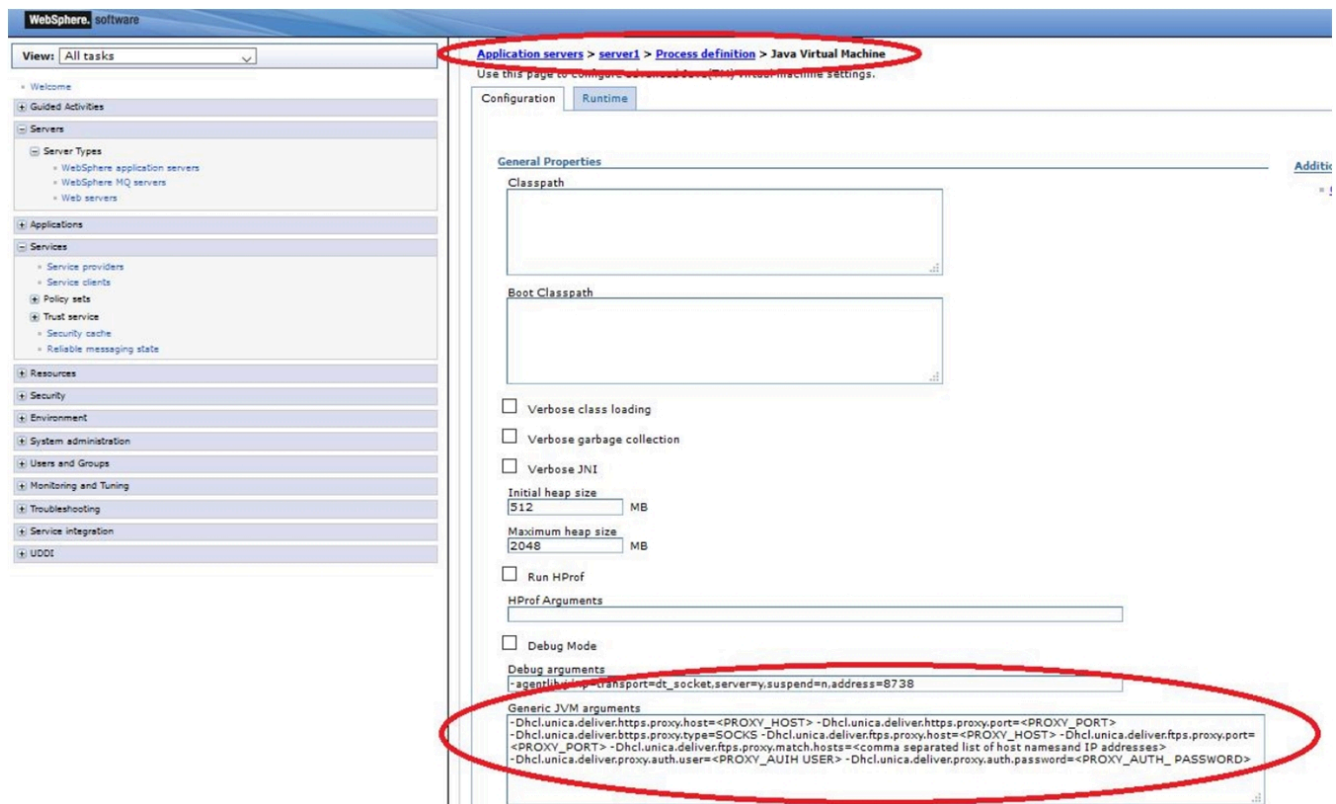 WebSphere. software
View: All tasks
Welcome
Guided Activities
Servers
Server Types
WebSphere application servers
WebSphere MQ servers
Web servers
Applications
Services
Service providers
Service clients
Policy sets
Trust service
Security cache
Reliable messaging state
Resources
Security
Environment
System administration
Users and Groups
Monitoring and Tuning
Troubleshooting
Service integration
UDDI
Application servers > server1 > Process definition > Java Virtual Machine
Use this page to configure advanced Java(TM) virtual machine settings.
Configuration Runtime
General Properties
Additio
Classpath
Boot Classpath
Verbose class loading
Verbose garbage collection
Verbose JNI
Initial heap size
512 MB
Maximum heap size
2048 MB
Run HProf
HProf Arguments
Debug Mode
Debug arguments
-agentlib:jdwp=transport=dt_socket,server=y,suspend=n,address=8738
Generic JVM arguments
-Dhcl.unica.deliver.https.proxy.host=<PROXY_HOST> -Dhcl.unica.deliver.https.proxy.port=<PROXY_PORT>
-Dhcl.unica.deliver.bttps.proxy.type=SOCKS -Dhcl.unica.deliver.ftps.proxy.host=<PROXY_HOST> -Dhcl.unica.deliver.ftps.proxy.port=
<PROXY_PORT> -Dhcl.unica.deliver.ftps.proxy.match.hosts=<comma separated list of host namesand IP addresses>
-Dhcl.unica.deliver.proxy.auth.user=<PROXY_AUIH USER> -Dhcl.unica.deliver.proxy.auth.password=<PROXY_AUTH_ PASSWORD>